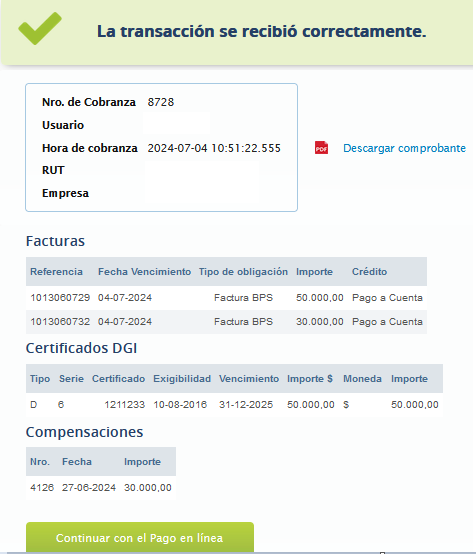 La transacción se recibió correctamente.
Nro. de Cobranza 8728
Usuario
Hora de cobranza 2024-07-04 10:51:22.555
RUT
Empresa
PDF Descargar comprobante
Facturas
Referencia Fecha Vencimiento Tipo de obligación Importe Crédito
1013060729 04-07-2024 Factura BPS 50.000,00 Pago a Cuenta
1013060732 04-07-2024 Factura BPS 30.000,00 Pago a Cuenta
Certificados DGI
Tipo Serie Certificado Exigibilidad Vencimiento Importe $ Moneda Importe
D 6 1211233 10-08-2016 31-12-2025 50.000,00 $ 50.000,00
Compensaciones
Nro. Fecha Importe
4126 27-06-2024 30.000,00
Continuar con el Pago en línea